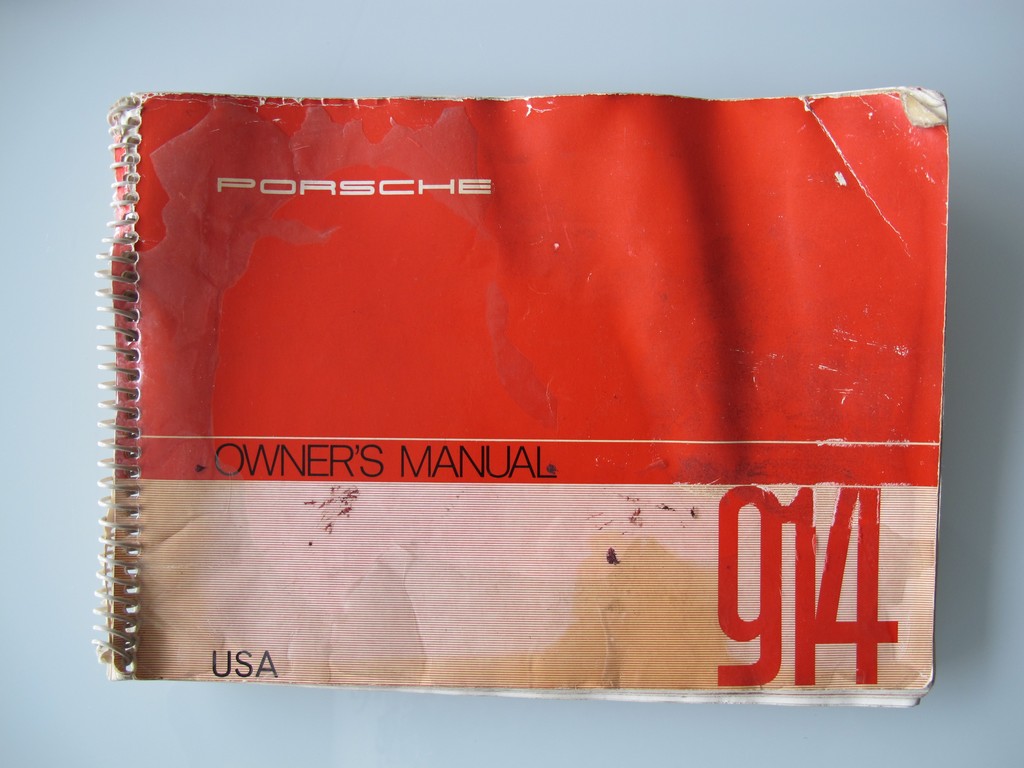 PORSCHE
OWNER'S MANUAL
914
USA